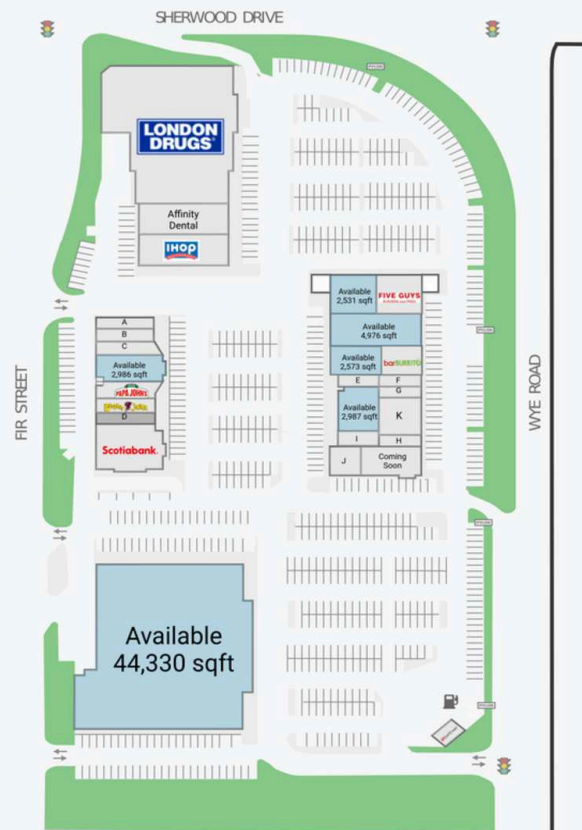 SHERWOOD DRIVE
LONDON
DRUGS
Affinity
Dental
IHOP
Available
2,531 sqft
FIVE GUYS
Available
4,976 sqft
A
B
C
Available
2,986 sqft
PAPA JOHN'S
D
Scotiabank
Available
2,573 sqft
barBURRITO
E
F
G
Available
2,987 sqft
K
I
H
J
Coming
Soon
FIR STREET
WYE ROAD
Available
44,330 sqft